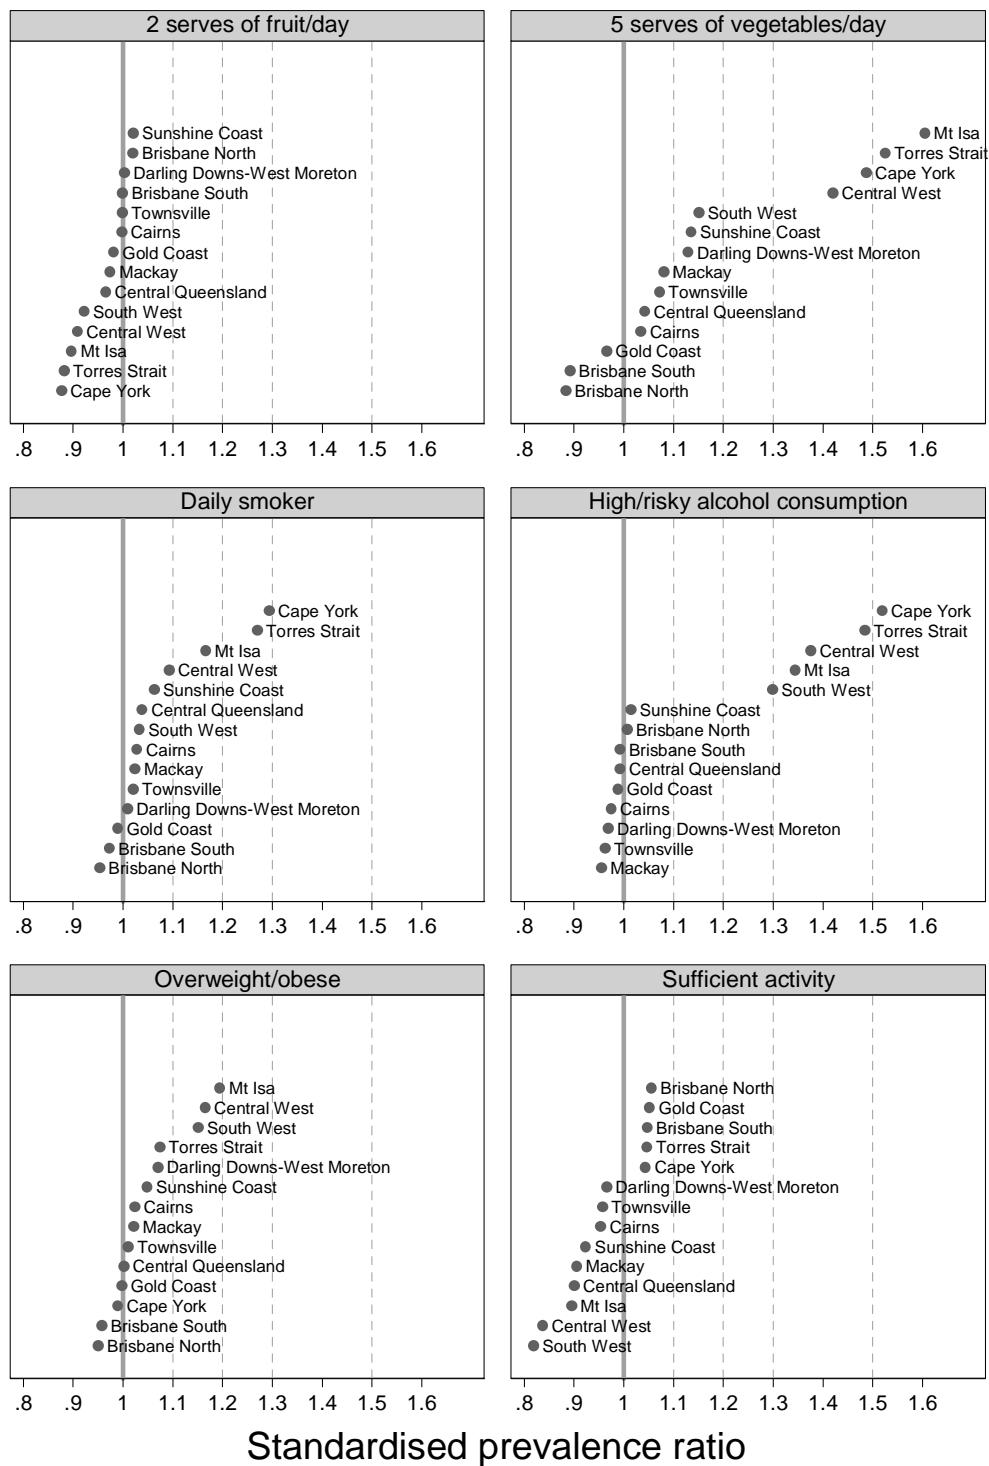 2 serves of fruit/day
Sunshine Coast
Brisbane North
Darling Downs-West Moreton
Brisbane South
Townsville
Cairns
Gold Coast
Mackay
Central Queensland
South West
Central West
Mt Isa
Torres Strait
Cape York
.8 .9 1 1.1 1.2 1.3 1.5 1.6
5 serves of vegetables/day
Mt Isa
Torres Strait
Cape York
Central West
South West
Sunshine Coast
Darling Downs-West Moreton
Mackay
Townsville
Central Queensland
Cairns
Gold Coast
Brisbane South
Brisbane North
.8 .9 1 1.1 1.2 1.3 1.5 1.6
Daily smoker
Cape York
Torres Strait
Mt Isa
Central West
Sunshine Coast
Central Queensland
South West
Cairns
Mackay
Townsville
Darling Downs-West Moreton
Gold Coast
Brisbane South
Brisbane North
.8 .9 1 1.1 1.2 1.3 1.5 1.6
High/risky alcohol consumption
Cape York
Torres Strait
Central West
Mt Isa
South West
Sunshine Coast
Brisbane North
Brisbane South
Central Queensland
Gold Coast
Cairns
Darling Downs-West Moreton
Townsville
Mackay
.8 .9 1 1.1 1.2 1.3 1.5 1.6
Overweight/obese
Mt Isa
Central West
South West
Torres Strait
Darling Downs-West Moreton
Sunshine Coast
Cairns
Mackay
Townsville
Central Queensland
Gold Coast
Cape York
Brisbane South
Brisbane North
.8 .9 1 1.1 1.2 1.3 1.5 1.6
Sufficient activity
Brisbane North
Gold Coast
Brisbane South
Torres Strait
Cape York
Darling Downs-West Moreton
Townsville
Cairns
Sunshine Coast
Mackay
Central Queensland
Mt Isa
Central West
South West
.8 .9 1 1.1 1.2 1.3 1.5 1.6
Standardised prevalence ratio